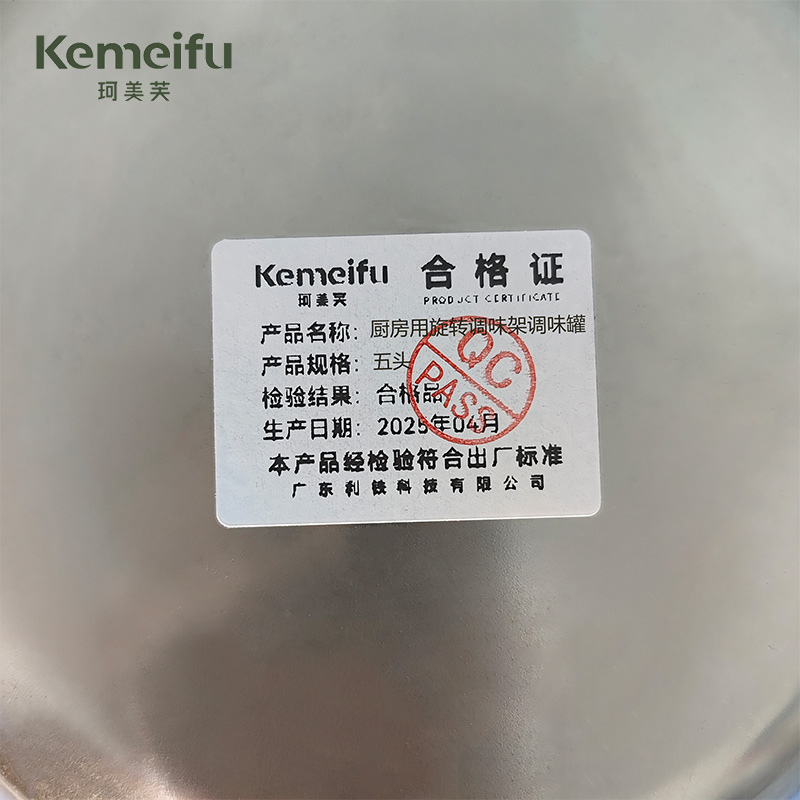 Kemeifu
珂美芙
Kemeifu 合格证
珂美芙 PRODUCT CERTIFICATE
产品名称: 厨房用旋转调味架调味罐
产品规格: 五头
检验结果: 合格品
生产日期: 2025年04月
QC
PASS
本产品经检验符合出厂标准
广东利铁科技有限公司